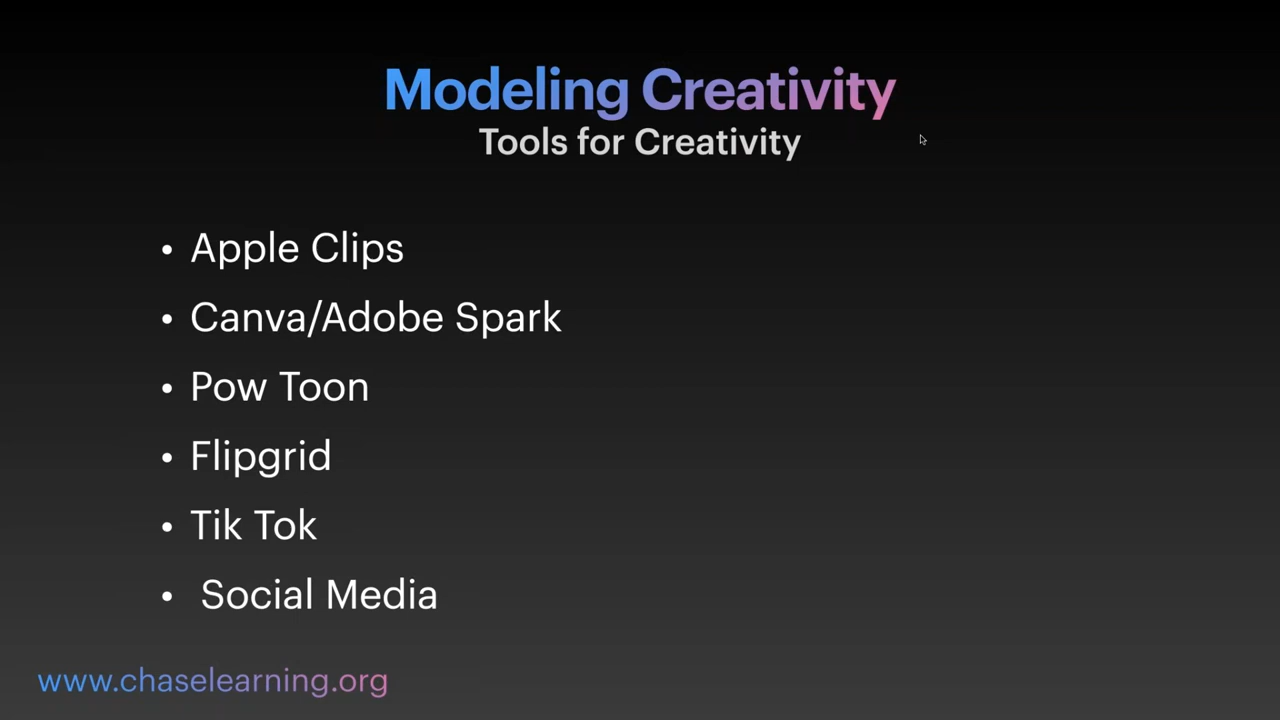 Modeling Creativity
Tools for Creativity
• Apple Clips
• Canva/Adobe Spark
• Pow Toon
• Flipgrid
• Tik Tok
• Social Media
www.chaselearning.org